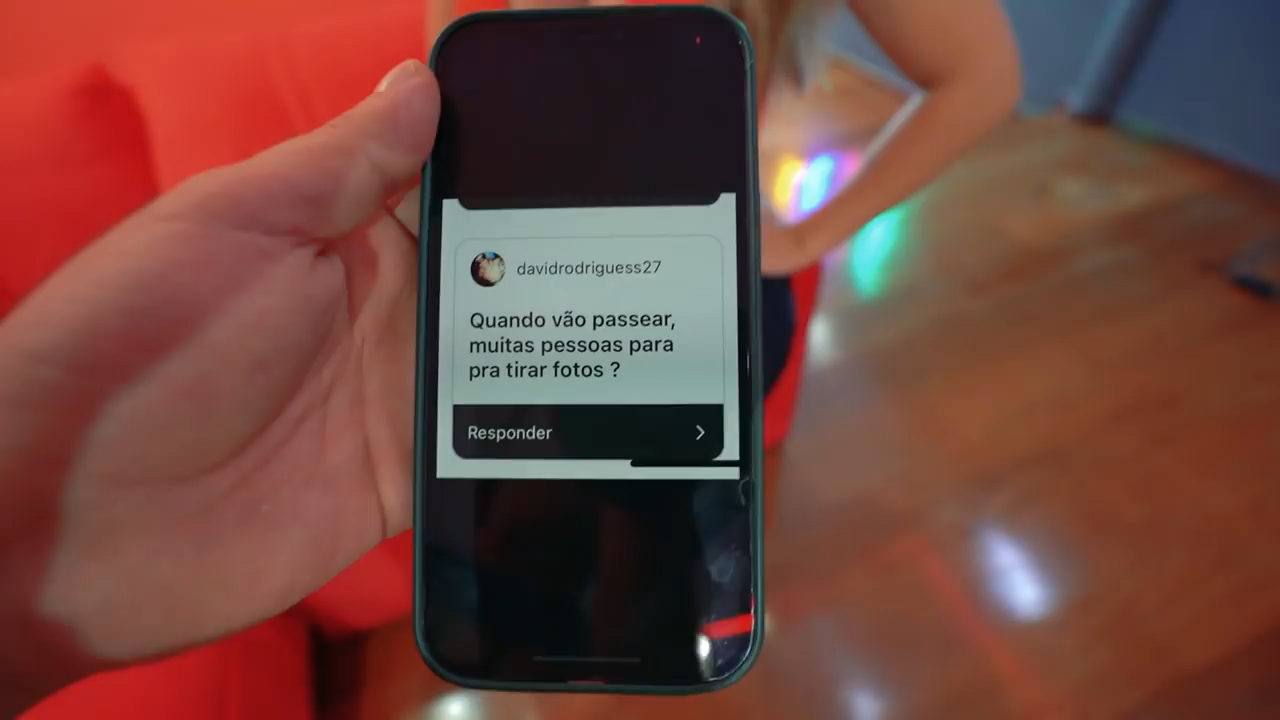 davidrodriguess27
Quando vão passear,
muitas pessoas para
pra tirar fotos ?
Responder